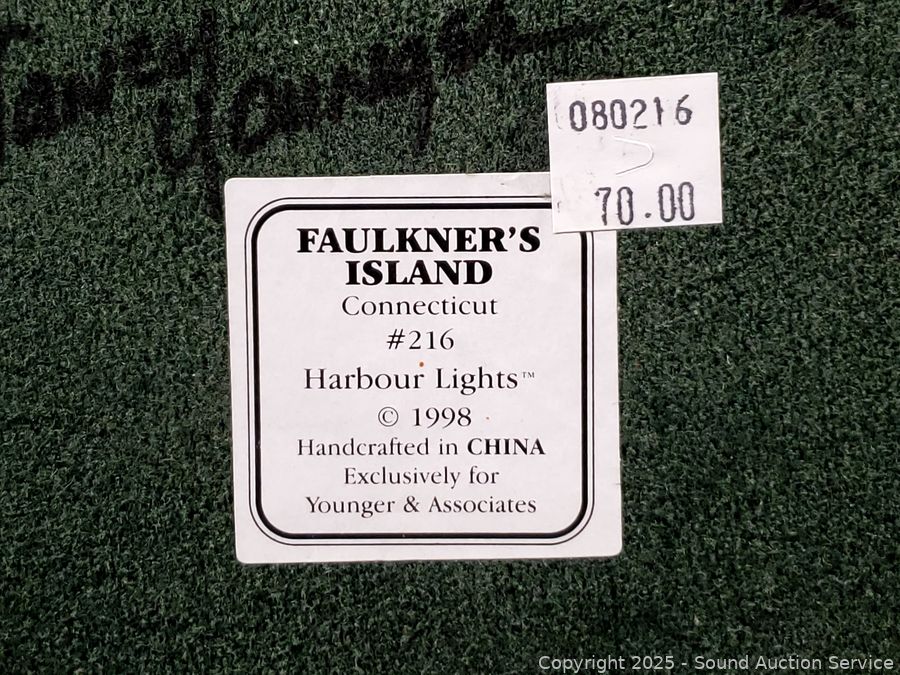 080216
70.00
FAULKNER'S
ISLAND
Connecticut
#216
Harbour Lights™
© 1998
Handcrafted in CHINA
Exclusively for
Younger & Associates
Copyright 2025 - Sound Auction Service